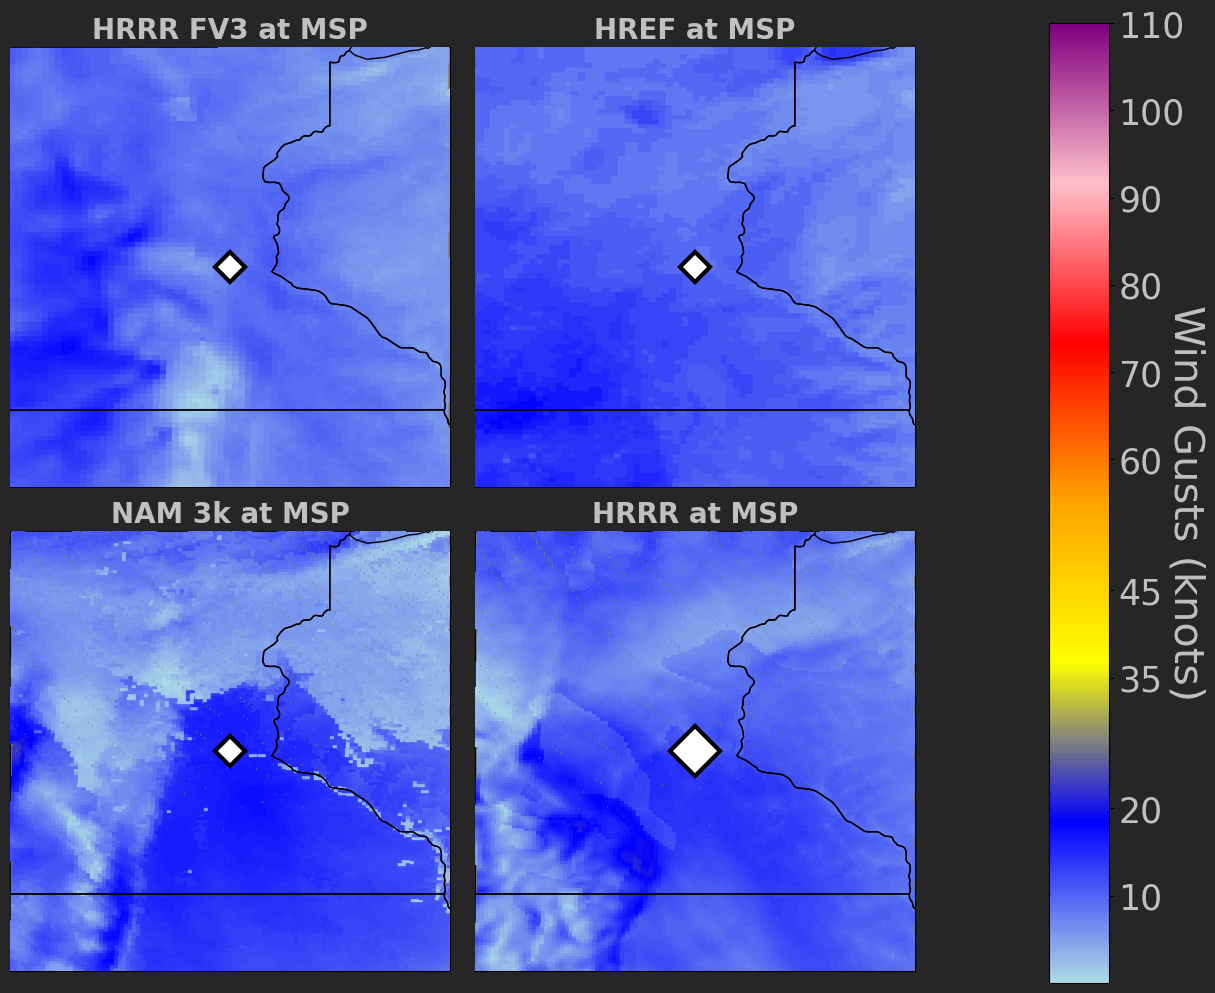 HRRR FV3 at MSP
HREF at MSP
NAM 3k at MSP
HRRR at MSP
110
100
90
80
70
60
45
35
20
10
Wind Gusts (knots)